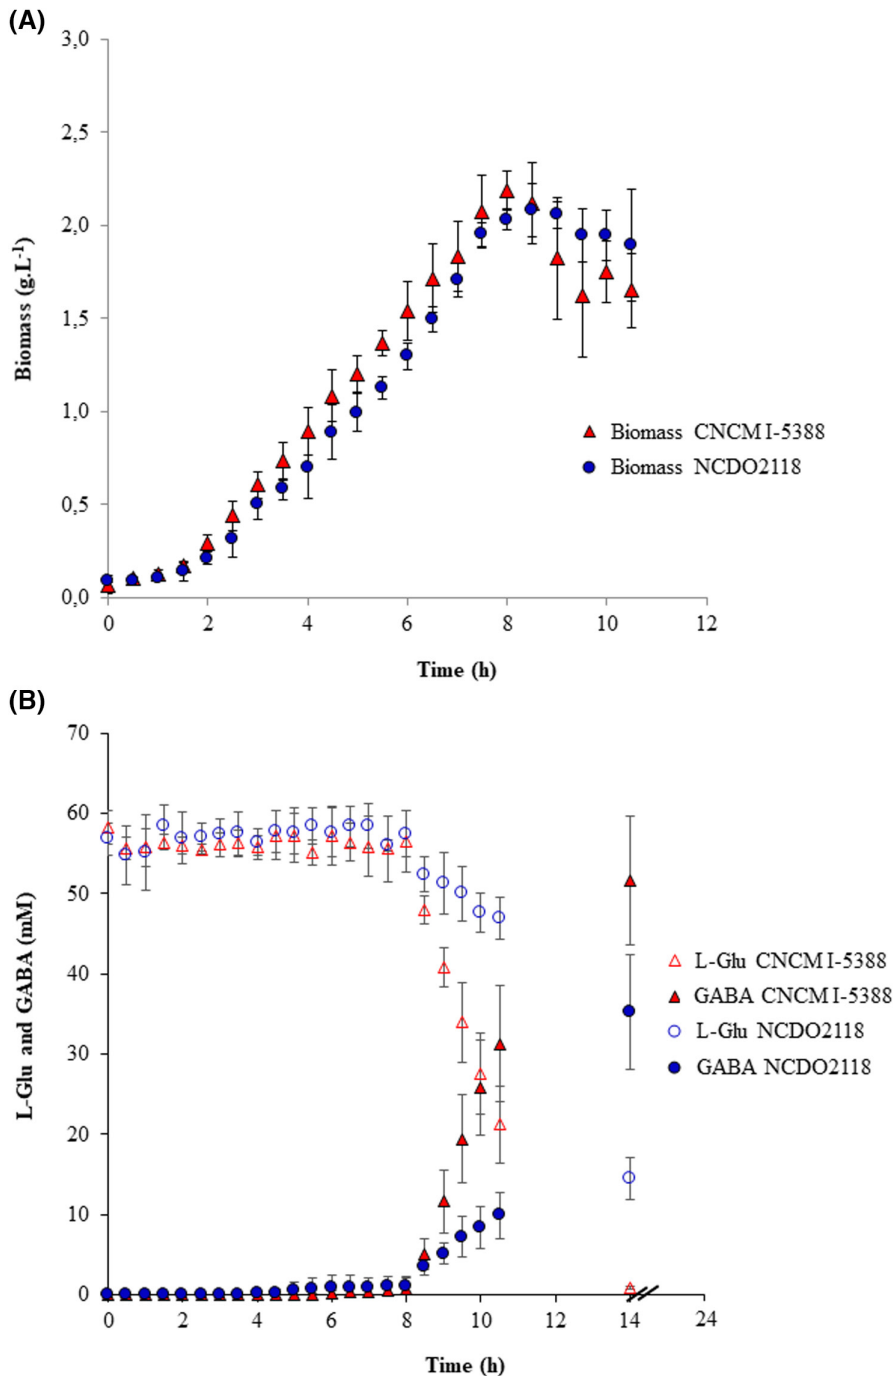 (A)
3,0
2,5
2,0
1,5
1,0
0,5
0,0
Biomass (g.L-1)
Biomass CNCM I-5388
Biomass NCDO2118
0 2 4 6 8 10 12
Time (h)
(B)
70
60
50
40
30
20
10
0
L-Glu and GABA (mM)
L-Glu CNCM I-5388
GABA CNCM I-5388
L-Glu NCDO2118
GABA NCDO2118
0 2 4 6 8 10 12 14 24
Time (h)